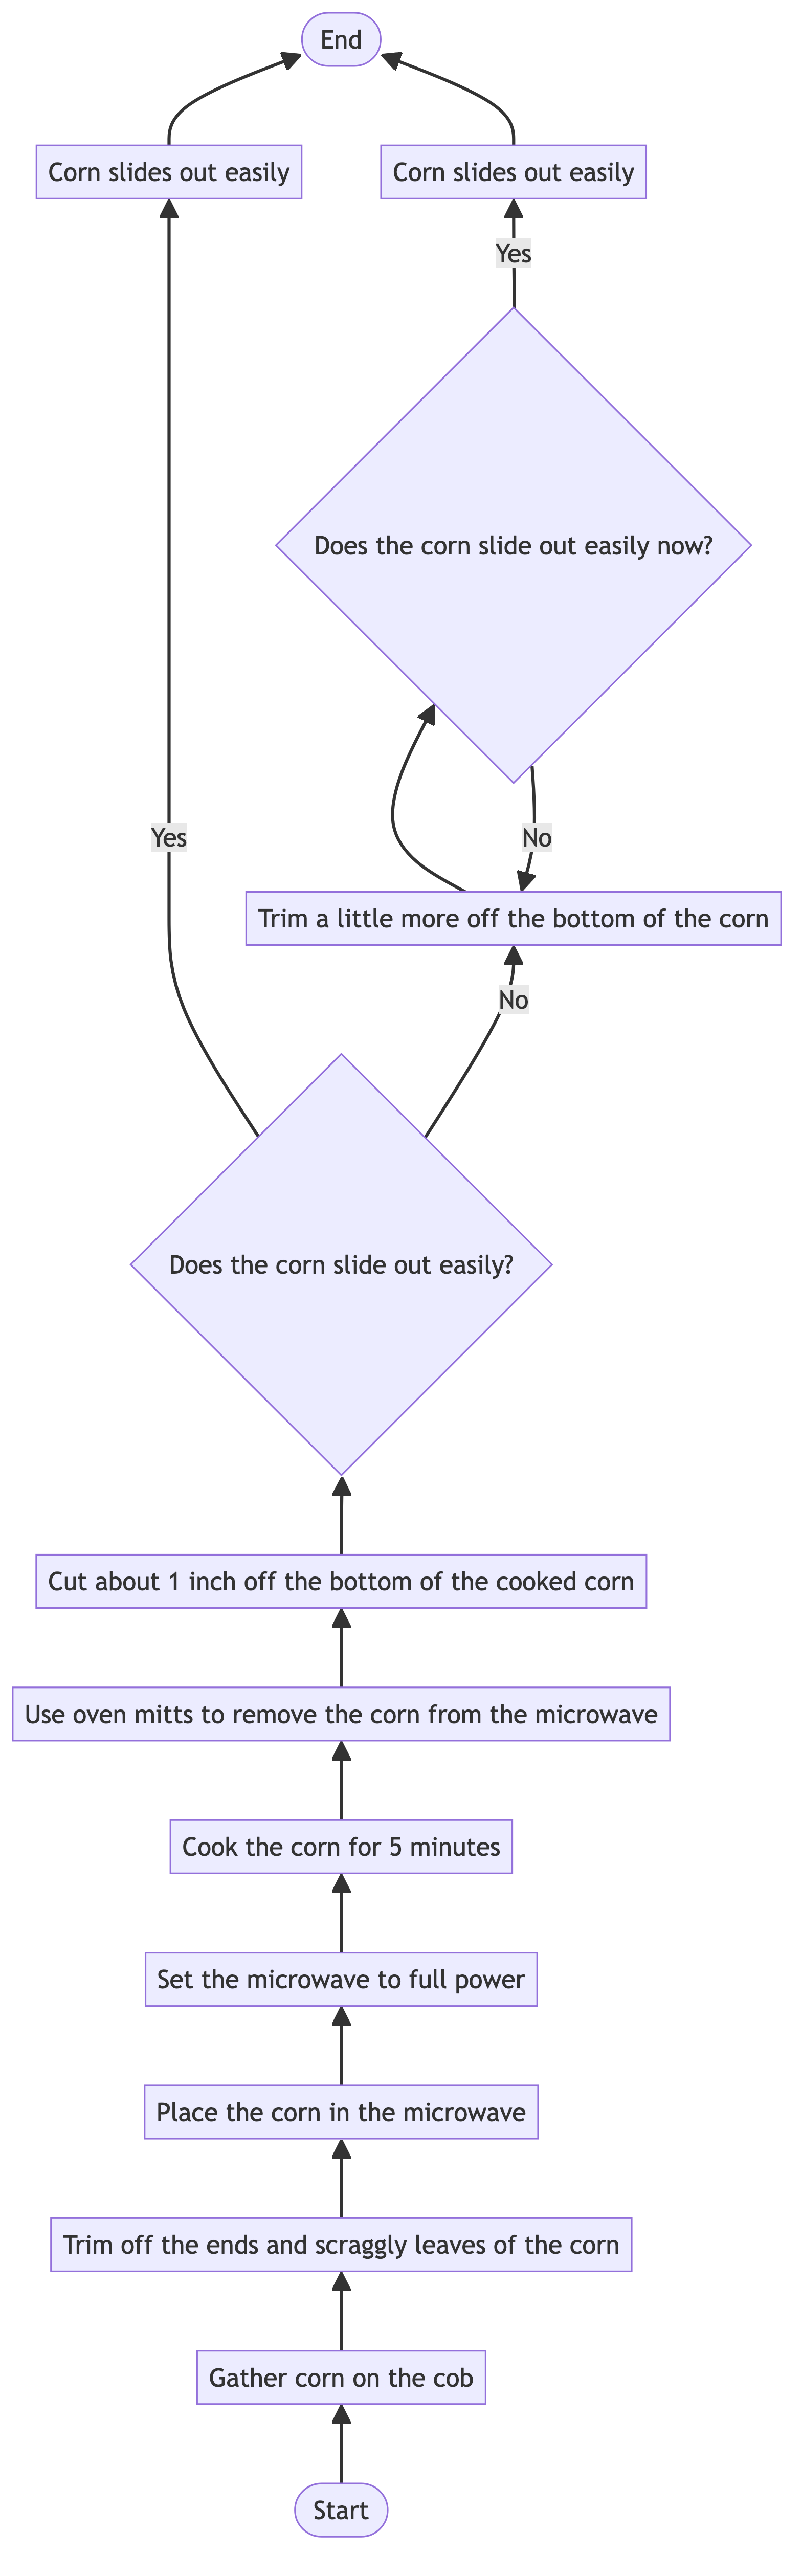 End
Corn slides out easily
Corn slides out easily
Yes
Does the corn slide out easily now?
Yes
No
Trim a little more off the bottom of the corn
No
Does the corn slide out easily?
Cut about 1 inch off the bottom of the cooked corn
Use oven mitts to remove the corn from the microwave
Cook the corn for 5 minutes
Set the microwave to full power
Place the corn in the microwave
Trim off the ends and scraggly leaves of the corn
Gather corn on the cob
Start